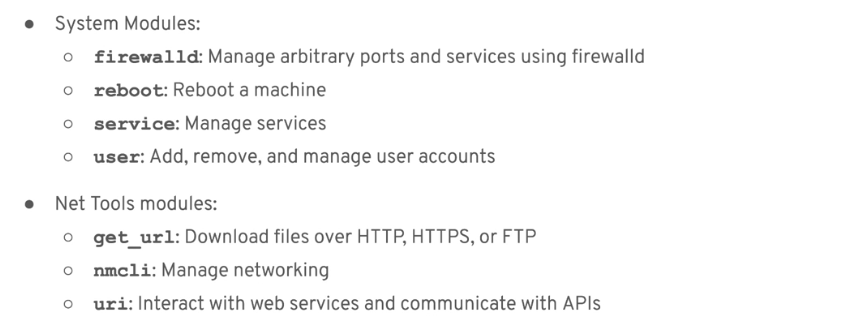 ● System Modules:
○ firewalld: Manage arbitrary ports and services using firewalld
○ reboot: Reboot a machine
○ service: Manage services
○ user: Add, remove, and manage user accounts
● Net Tools modules:
○ get_url: Download files over HTTP, HTTPS, or FTP
○ nmcli: Manage networking
○ uri: Interact with web services and communicate with APIs